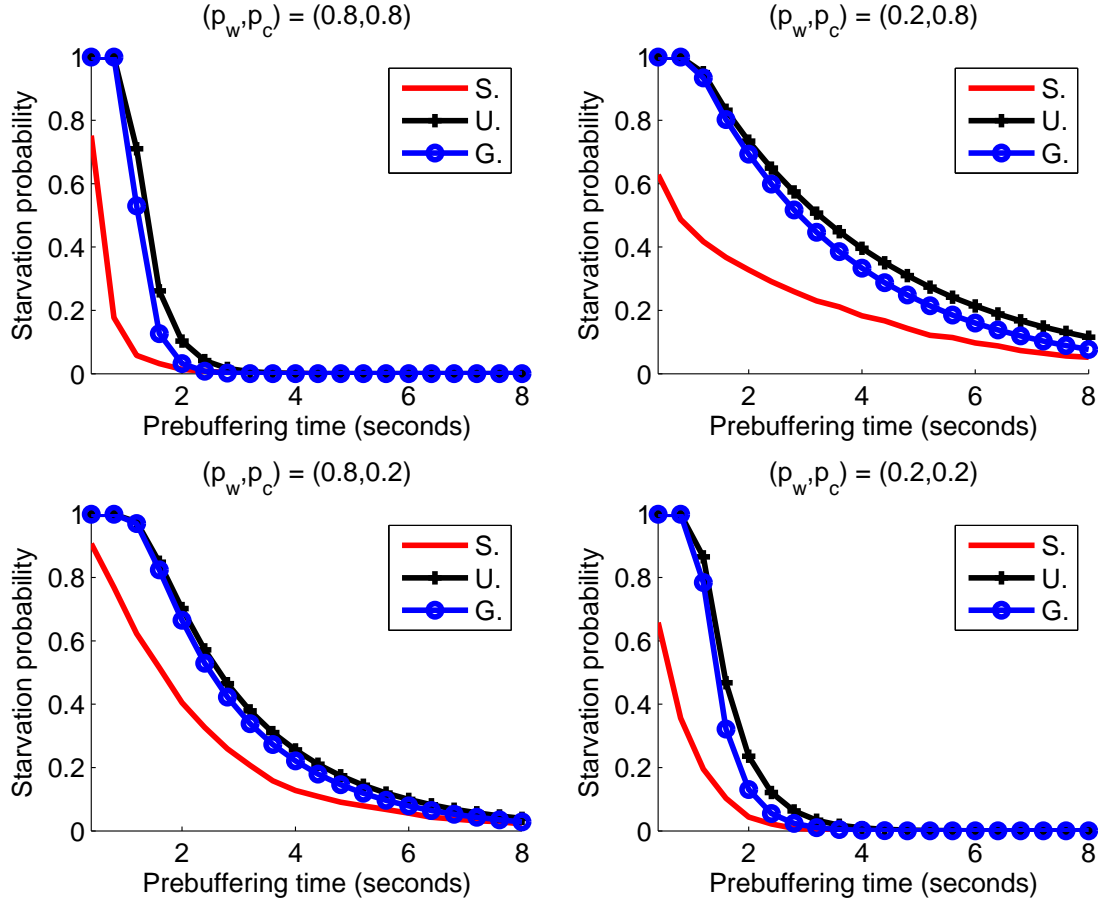 (p_w,p_c) = (0.8,0.8)
Starvation probability
1
0.8
0.6
0.4
0.2
0
2 4 6 8
Prebuffering time (seconds)
S.
U.
G.
(p_w,p_c) = (0.2,0.8)
Starvation probability
1
0.8
0.6
0.4
0.2
0
2 4 6 8
Prebuffering time (seconds)
S.
U.
G.
(p_w,p_c) = (0.8,0.2)
Starvation probability
1
0.8
0.6
0.4
0.2
0
2 4 6 8
Prebuffering time (seconds)
S.
U.
G.
(p_w,p_c) = (0.2,0.2)
Starvation probability
1
0.8
0.6
0.4
0.2
0
2 4 6 8
Prebuffering time (seconds)
S.
U.
G.